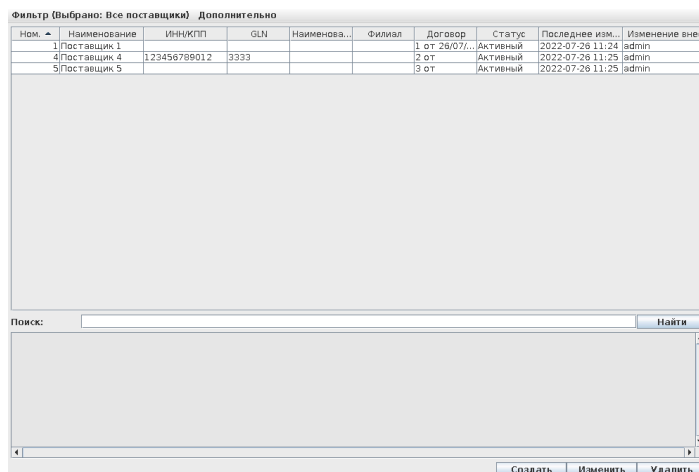 Фильтр (Выбрано: Все поставщики) Дополнительно
Ном. Наименование ИНН/КПП GLN Наименова... Филиал Договор Статус Последнее изм... Изменение внес
1 Поставщик 1 1 от 26/07/... Активный 2022-07-26 11:24 admin
4 Поставщик 4 123456789012 3333 2 от Активный 2022-07-26 11:25 admin
5 Поставщик 5 3 от Активный 2022-07-26 11:25 admin
Поиск: Найти
Создать Изменить Удалить